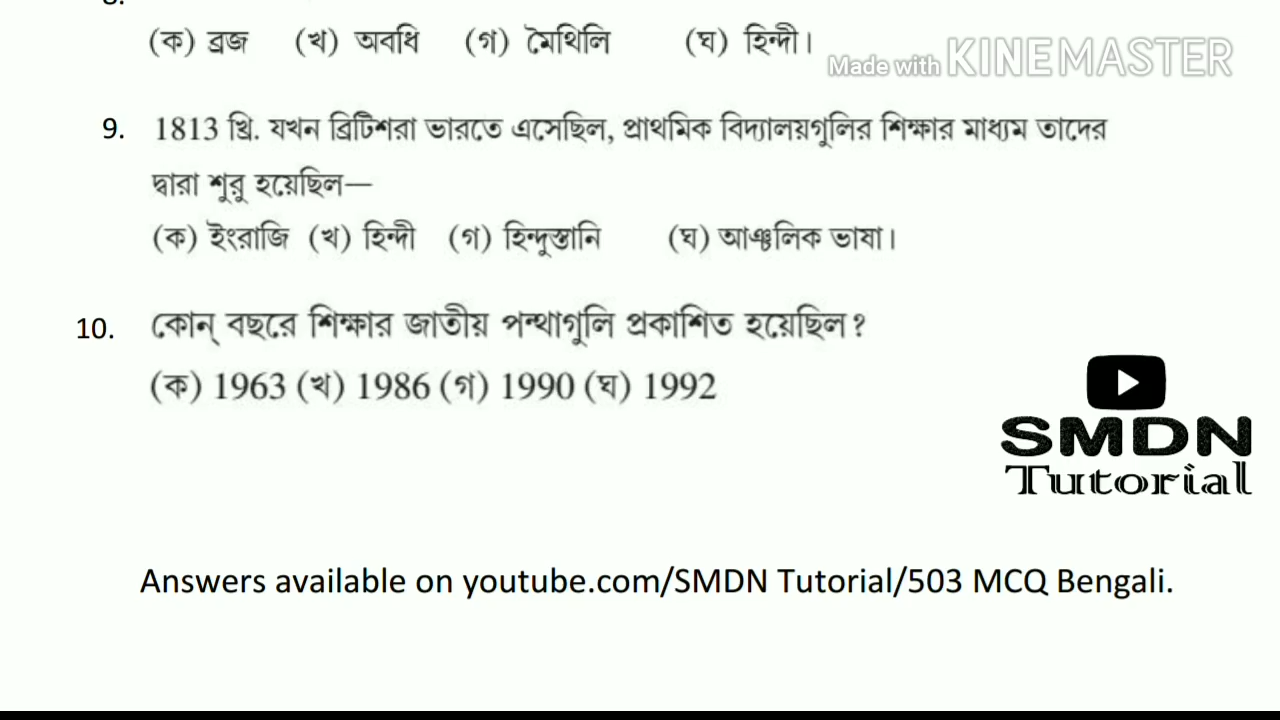 (ক) ব্রজ (খ) অবধি (গ) মৈথিলি (ঘ) হিন্দী।
Made with KINEMASTER
9. 1813 খ্রি. যখন ব্রিটিশরা ভারতে এসেছিল, প্রাথমিক বিদ্যালয়গুলির শিক্ষার মাধ্যম তাদের
দ্বারা শুরু হয়েছিল—
(ক) ইংরাজি (খ) হিন্দী (গ) হিন্দুস্তানি (ঘ) আঞ্চলিক ভাষা।
10. কোন্ বছরে শিক্ষার জাতীয় পন্থাগুলি প্রকাশিত হয়েছিল?
(ক) 1963 (খ) 1986 (গ) 1990 (ঘ) 1992
SMDN
Tutorial
Answers available on youtube.com/SMDN Tutorial/503 MCQ Bengali.